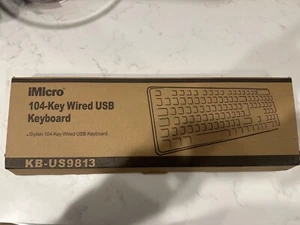 iMicro
104-Key Wired USB
Keyboard
•Stylish 104-Key Wired USB Keyboard
KB-US9813